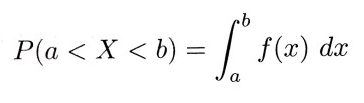 P(a < X < b) = ∫_a^b f(x) dx